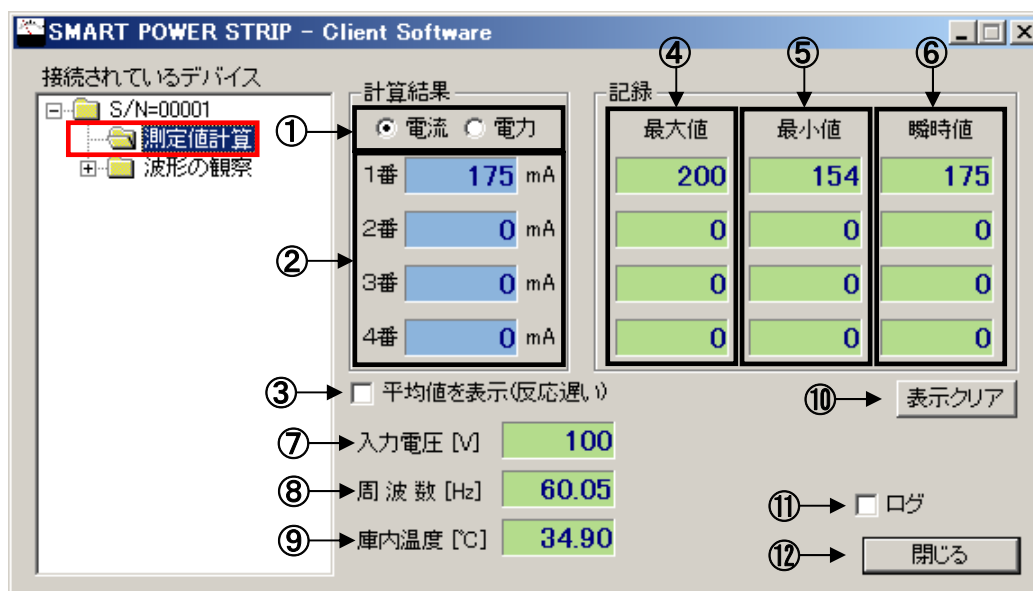 SMART POWER STRIP - Client Software
接続されているデバイス
S/N=00001
測定値計算
波形の観察
計算結果
① 電流 電力
② 1番 175 mA
2番 0 mA
3番 0 mA
4番 0 mA
③ 平均値を表示(反応遅い)
記録
④ ⑤ ⑥
最大値 最小値 瞬時値
200 154 175
0 0 0
0 0 0
0 0 0
⑦ 入力電圧 [V] 100
⑧ 周 波 数 [Hz] 60.05
⑨ 庫内温度 [℃] 34.90
⑩ 表示クリア
⑪ ログ
⑫ 閉じる